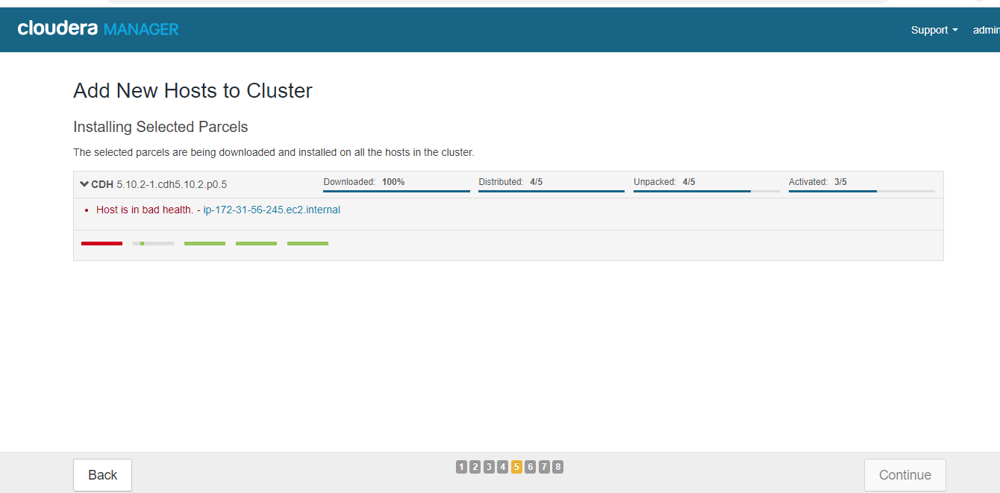 cloudera MANAGER
Support admin
Add New Hosts to Cluster
Installing Selected Parcels
The selected parcels are being downloaded and installed on all the hosts in the cluster.
CDH 5.10.2-1.cdh5.10.2.p0.5 Downloaded: 100% Distributed: 4/5 Unpacked: 4/5 Activated: 3/5
• Host is in bad health. - ip-172-31-56-245.ec2.internal
Back 1 2 3 4 5 6 7 8 Continue